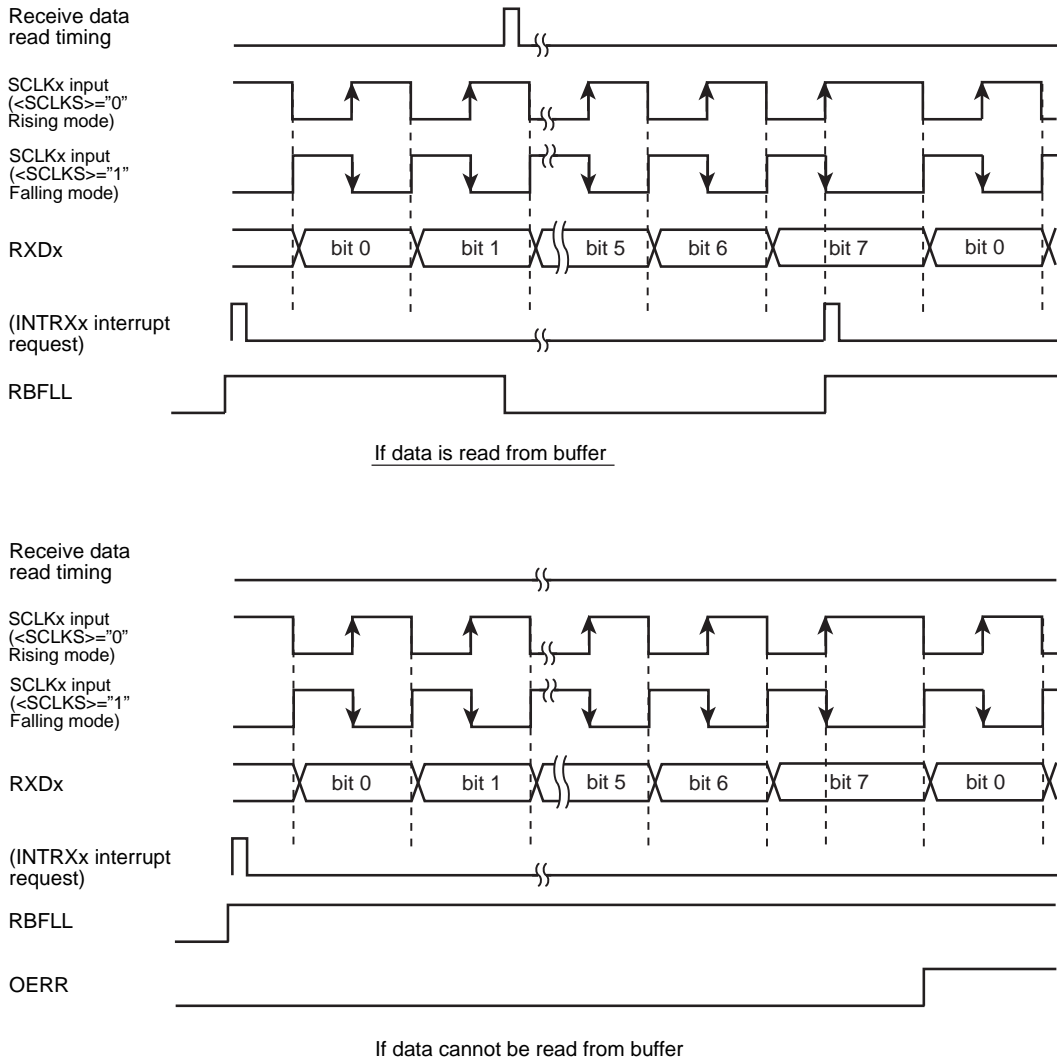 Receive data
read timing
SCLKx input
(<SCLKS>="0"
Rising mode)
SCLKx input
(<SCLKS>="1"
Falling mode)
RXDx
bit 0
bit 1
bit 5
bit 6
bit 7
bit 0
(INTRXx interrupt
request)
RBFLL
If data is read from buffer
Receive data
read timing
SCLKx input
(<SCLKS>="0"
Rising mode)
SCLKx input
(<SCLKS>="1"
Falling mode)
RXDx
bit 0
bit 1
bit 5
bit 6
bit 7
bit 0
(INTRXx interrupt
request)
RBFLL
OERR
If data cannot be read from buffer